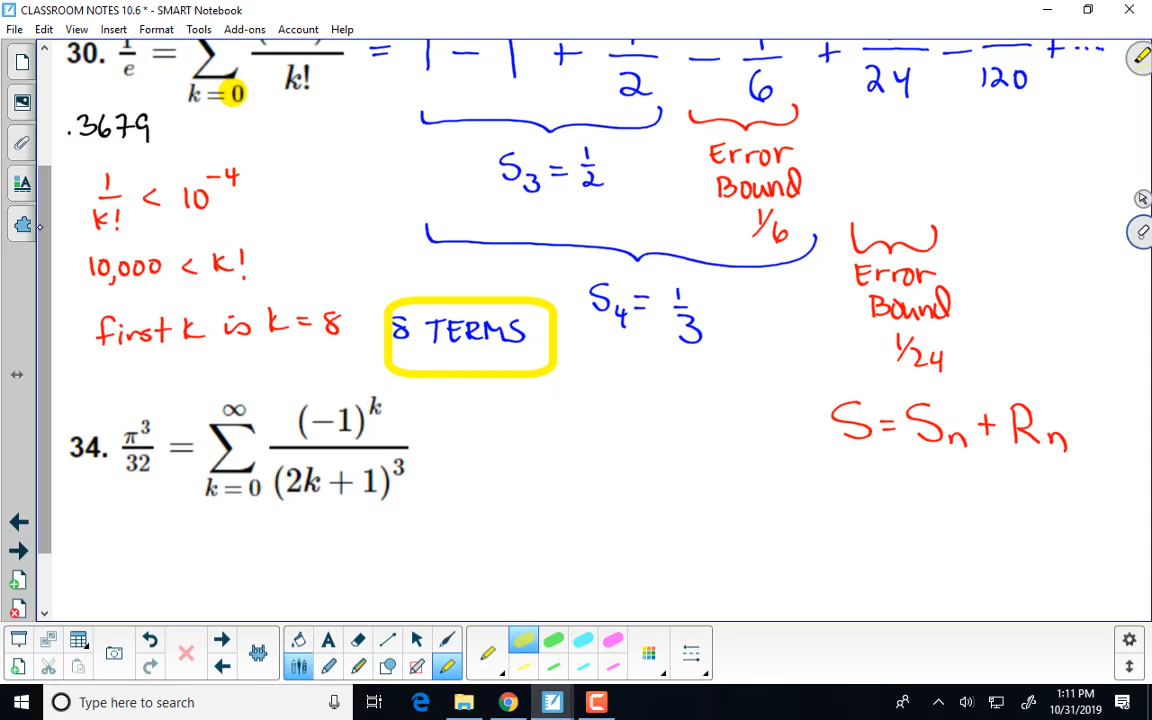 CLASSROOM NOTES 10.6 * - SMART Notebook
File Edit View Insert Format Tools Add-ons Account Help
30. 1/e = ∑ k=0 k! = 1 - 1 + 1/2 - 1/6 + 1/24 - 1/120 + ...
.3679
S3 = 1/2
Error
Bound
1/6
1/k! < 10^-4
10,000 < k!
first k is k = 8
8 TERMS
S4 = 1/3
Error
Bound
1/24
S = Sn + Rn
34. π^3/32 = ∑ k=0 ∞ (-1)^k/(2k + 1)^3
A
Type here to search
1:11 PM
10/31/2019